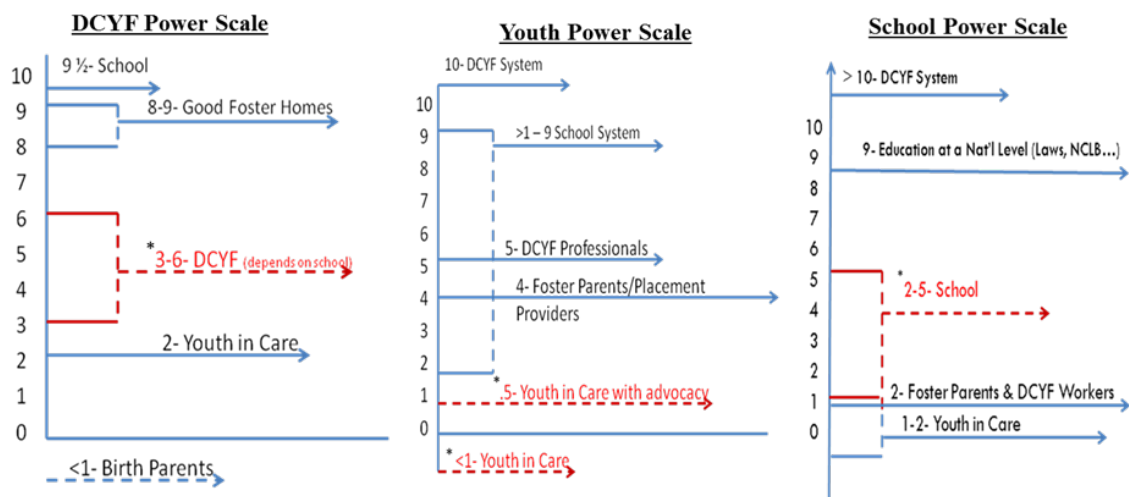 DCYF Power Scale
10
9
8
7
6
5
4
3
2
1
0
9 ½- School
8-9- Good Foster Homes
*3-6- DCYF (depends on school)
2- Youth in Care
<1- Birth Parents
Youth Power Scale
10- DCYF System
10
9
8
7
6
5
4
3
2
1
0
>1 – 9 School System
5- DCYF Professionals
4- Foster Parents/Placement
Providers
*.5- Youth in Care with advocacy
*<1- Youth in Care
School Power Scale
> 10- DCYF System
10
9
8
7
6
5
4
3
2
1
0
9- Education at a Nat'l Level (Laws, NCLB...)
*2-5- School
2- Foster Parents & DCYF Workers
1-2- Youth in Care